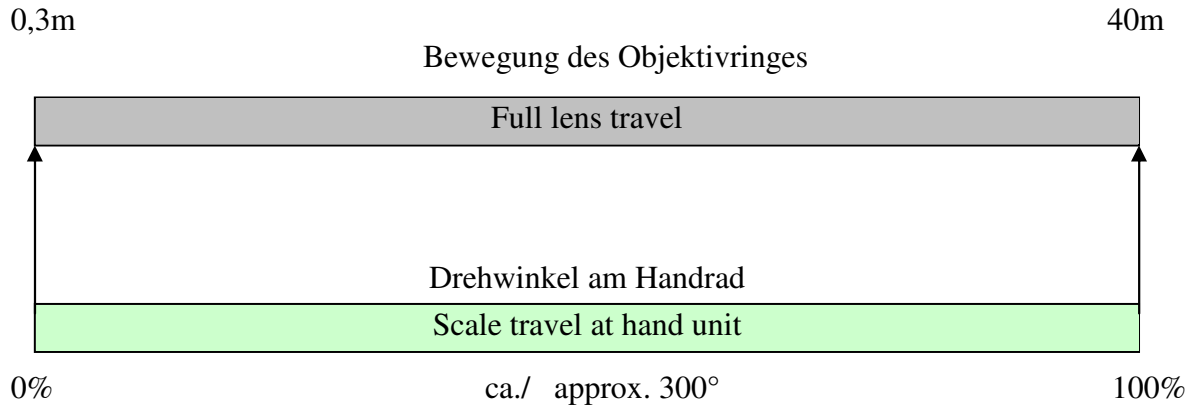 0,3m 40m
Bewegung des Objektivringes
Full lens travel
Drehwinkel am Handrad
Scale travel at hand unit
0% ca./ approx. 300° 100%